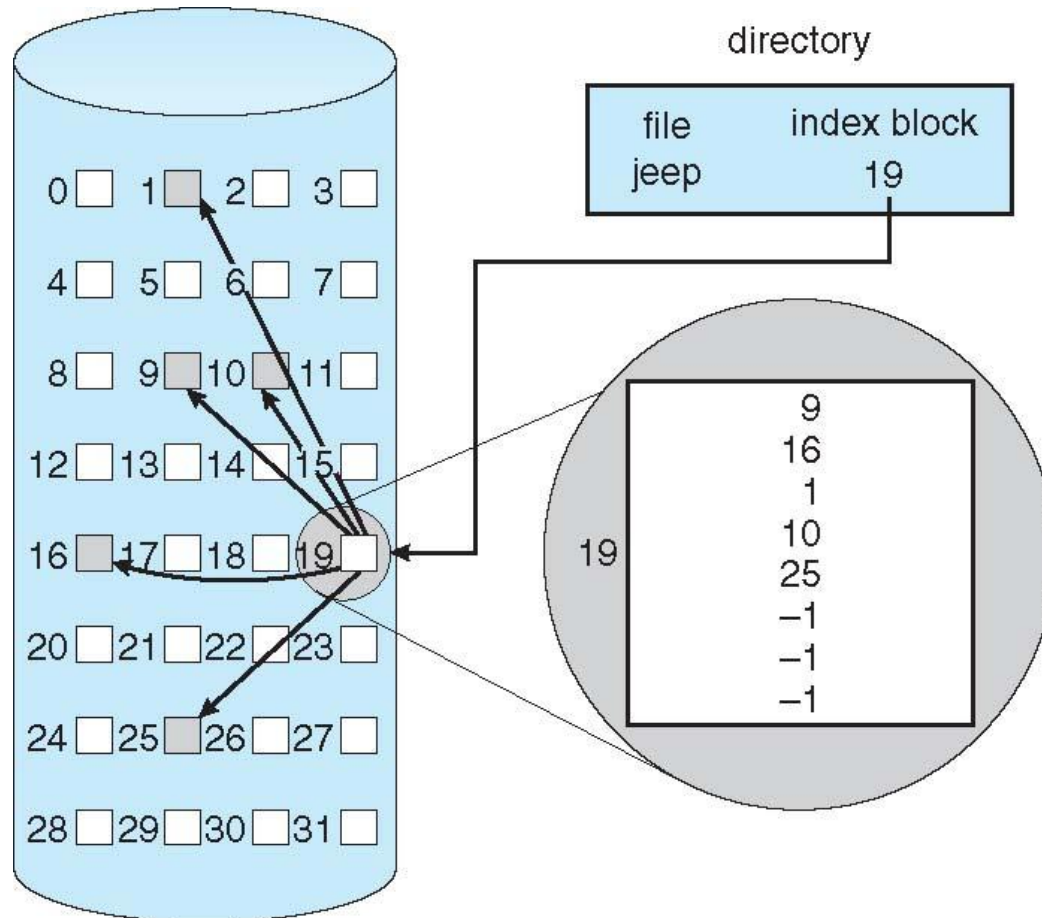 directory
file index block
jeep 19
0 1 2 3
4 5 6 7
8 9 10 11
12 13 14 15
16 17 18 19
20 21 22 23
24 25 26 27
28 29 30 31
19
9
16
1
10
25
–1
–1
–1